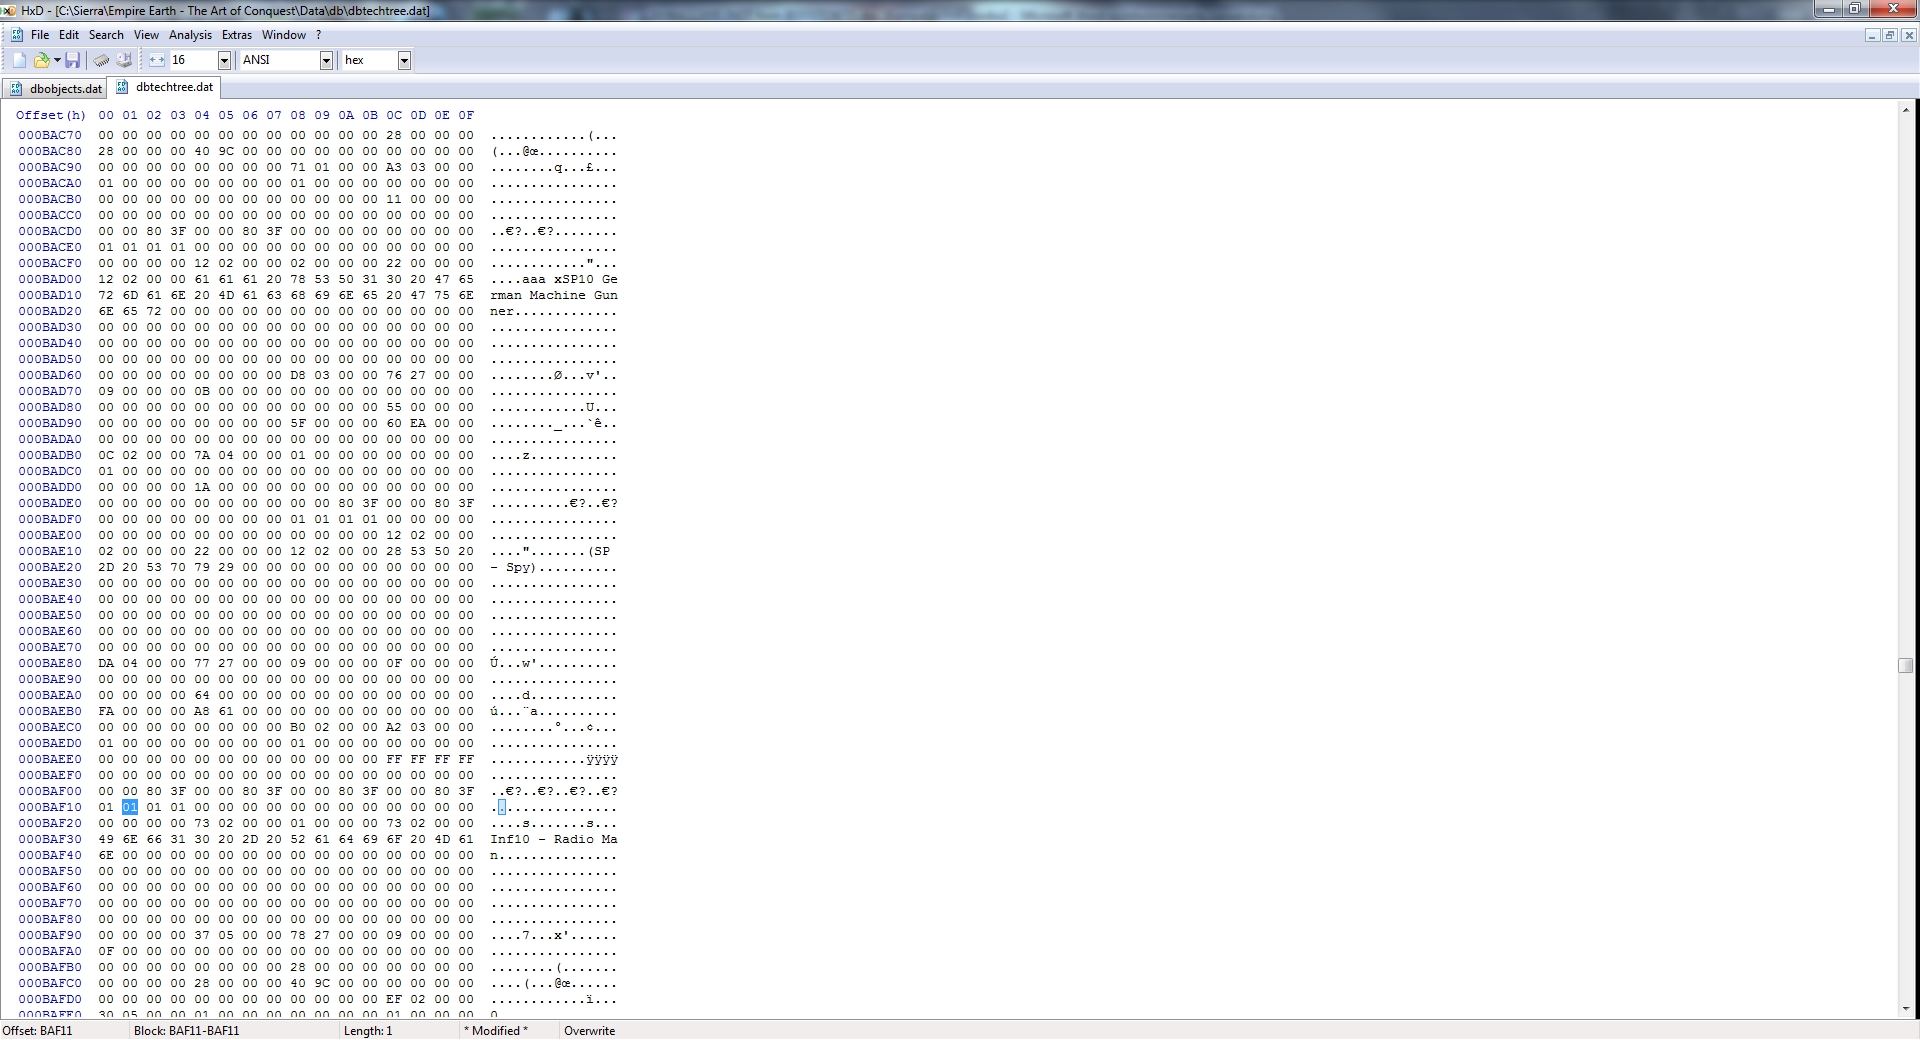 HxD - [C:\Sierra\Empire Earth - The Art of Conquest\Data\db\dbtechtree.dat]
File Edit Search View Analysis Extras Window ?
16 ANSI hex
dbobjects.dat dbtechtree.dat
Offset(h) 00 01 02 03 04 05 06 07 08 09 0A 0B 0C 0D 0E 0F
000BAC70 00 00 00 00 00 00 00 00 00 00 00 00 28 00 00 00 ............(...
000BAC80 28 00 00 00 40 9C 00 00 00 00 00 00 00 00 00 00 (...@œ..........
000BAC90 00 00 00 00 00 00 00 00 71 01 00 00 A3 03 00 00 ........q...£...
000BACA0 01 00 00 00 00 00 00 00 01 00 00 00 00 00 00 00 ................
000BACB0 00 00 00 00 00 00 00 00 00 00 00 00 11 00 00 00 ................
000BACC0 00 00 00 00 00 00 00 00 00 00 00 00 00 00 00 00 ................
000BACD0 00 00 80 3F 00 00 80 3F 00 00 00 00 00 00 00 00 ..€?..€?........
000BACE0 01 01 01 01 00 00 00 00 00 00 00 00 00 00 00 00 ................
000BACF0 00 00 00 00 12 02 00 00 02 00 00 00 22 00 00 00 ............"...
000BAD00 12 02 00 00 61 61 61 20 78 53 50 31 30 20 47 65 ....aaa xSP10 Ge
000BAD10 72 6D 61 6E 20 4D 61 63 68 69 6E 65 20 47 75 6E rman Machine Gun
000BAD20 6E 65 72 00 00 00 00 00 00 00 00 00 00 00 00 00 ner.............
000BAD30 00 00 00 00 00 00 00 00 00 00 00 00 00 00 00 00 ................
000BAD40 00 00 00 00 00 00 00 00 00 00 00 00 00 00 00 00 ................
000BAD50 00 00 00 00 00 00 00 00 00 00 00 00 00 00 00 00 ................
000BAD60 00 00 00 00 00 00 00 00 D8 03 00 00 76 27 00 00 ........Ø...v'..
000BAD70 09 00 00 00 0B 00 00 00 00 00 00 00 00 00 00 00 ................
000BAD80 00 00 00 00 00 00 00 00 00 00 00 00 55 00 00 00 ............U...
000BAD90 00 00 00 00 00 00 00 00 5F 00 00 00 60 EA 00 00 ........_...`ê..
000BADA0 00 00 00 00 00 00 00 00 00 00 00 00 00 00 00 00 ................
000BADB0 0C 02 00 00 7A 04 00 00 01 00 00 00 00 00 00 00 ....z...........
000BADC0 01 00 00 00 00 00 00 00 00 00 00 00 00 00 00 00 ................
000BADD0 00 00 00 00 1A 00 00 00 00 00 00 00 00 00 00 00 ................
000BADE0 00 00 00 00 00 00 00 00 00 00 80 3F 00 00 80 3F ..........€?..€?
000BADF0 00 00 00 00 00 00 00 00 01 01 01 01 00 00 00 00 ................
000BAE00 00 00 00 00 00 00 00 00 00 00 00 00 12 02 00 00 ................
000BAE10 02 00 00 00 22 00 00 00 12 02 00 00 28 53 50 20 ....".......(SP
000BAE20 2D 20 53 70 79 29 00 00 00 00 00 00 00 00 00 00 - Spy)..........
000BAE30 00 00 00 00 00 00 00 00 00 00 00 00 00 00 00 00 ................
000BAE40 00 00 00 00 00 00 00 00 00 00 00 00 00 00 00 00 ................
000BAE50 00 00 00 00 00 00 00 00 00 00 00 00 00 00 00 00 ................
000BAE60 00 00 00 00 00 00 00 00 00 00 00 00 00 00 00 00 ................
000BAE70 00 00 00 00 00 00 00 00 00 00 00 00 00 00 00 00 ................
000BAE80 DA 04 00 00 77 27 00 00 09 00 00 00 0F 00 00 00 Ú...w'..........
000BAE90 00 00 00 00 00 00 00 00 00 00 00 00 00 00 00 00 ................
000BAEA0 00 00 00 00 64 00 00 00 00 00 00 00 00 00 00 00 ....d...........
000BAEB0 FA 00 00 00 A8 61 00 00 00 00 00 00 00 00 00 00 ú...¨a..........
000BAEC0 00 00 00 00 00 00 00 00 B0 02 00 00 A2 03 00 00 ........°...¢...
000BAED0 01 00 00 00 00 00 00 00 01 00 00 00 00 00 00 00 ................
000BAEE0 00 00 00 00 00 00 00 00 00 00 00 00 FF FF FF FF ............ÿÿÿÿ
000BAEF0 00 00 00 00 00 00 00 00 00 00 00 00 00 00 00 00 ................
000BAF00 00 00 80 3F 00 00 80 3F 00 00 80 3F 00 00 80 3F ..€?..€?..€?..€?
000BAF10 01 01 01 01 00 00 00 00 00 00 00 00 00 00 00 00 ................
000BAF20 00 00 00 00 73 02 00 00 01 00 00 00 73 02 00 00 ....s.......s...
000BAF30 49 6E 66 31 30 20 2D 20 52 61 64 69 6F 20 4D 61 Inf10 - Radio Ma
000BAF40 6E 00 00 00 00 00 00 00 00 00 00 00 00 00 00 00 n...............
000BAF50 00 00 00 00 00 00 00 00 00 00 00 00 00 00 00 00 ................
000BAF60 00 00 00 00 00 00 00 00 00 00 00 00 00 00 00 00 ................
000BAF70 00 00 00 00 00 00 00 00 00 00 00 00 00 00 00 00 ................
000BAF80 00 00 00 00 00 00 00 00 00 00 00 00 00 00 00 00 ................
000BAF90 00 00 00 00 37 05 00 00 78 27 00 00 09 00 00 00 ....7...x'......
000BAFA0 0F 00 00 00 00 00 00 00 00 00 00 00 00 00 00 00 ................
000BAFB0 00 00 00 00 00 00 00 00 28 00 00 00 00 00 00 00 ........(.......
000BAFC0 00 00 00 00 28 00 00 00 40 9C 00 00 00 00 00 00 ....(...@œ......
000BAFD0 00 00 00 00 00 00 00 00 00 00 00 00 EF 02 00 00 ............ï...
000BAFE0 30 05 00 00 01 00 00 00 00 00 00 00 01 00 00 00 0
Offset: BAF11 Block: BAF11-BAF11 Length: 1 * Modified * Overwrite